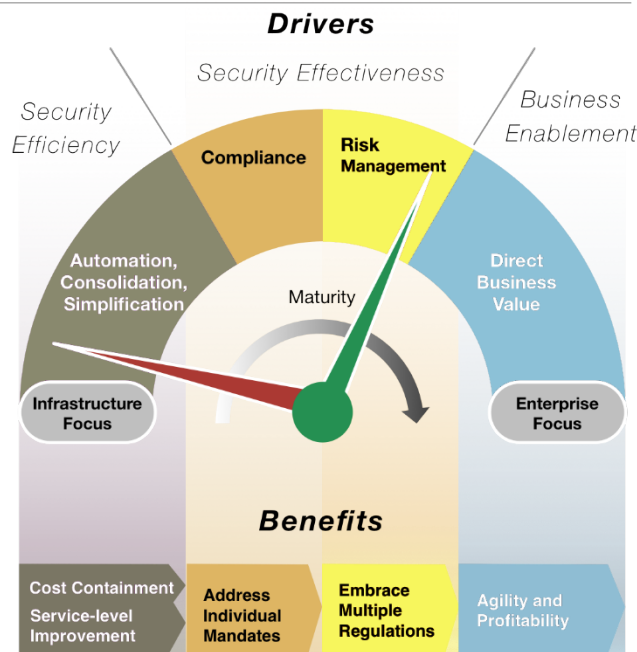 Drivers
Security Effectiveness
Security
Efficiency
Business
Enablement
Compliance
Risk
Management
Automation,
Consolidation,
Simplification
Direct
Business
Value
Maturity
Infrastructure
Focus
Enterprise
Focus
Benefits
Cost Containment
Service-level
Improvement
Address
Individual
Mandates
Embrace
Multiple
Regulations
Agility and
Profitability